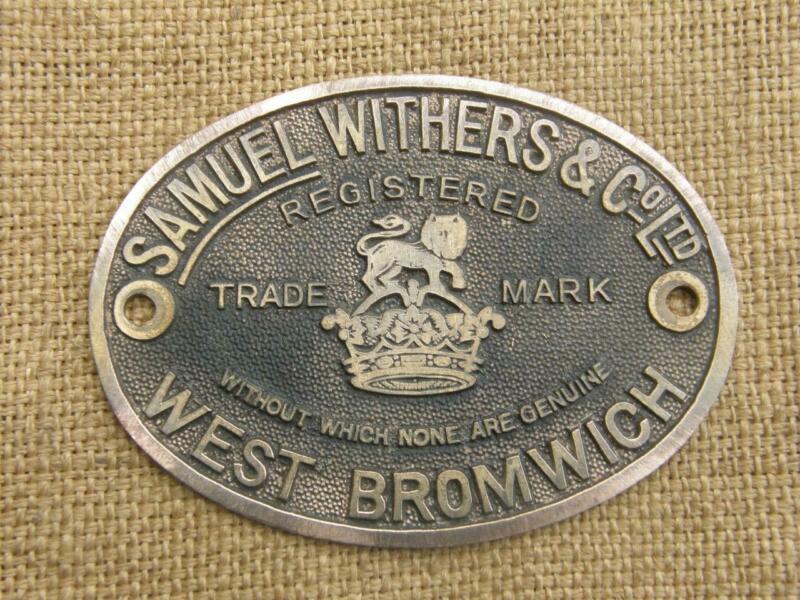 SAMUEL WITHERS & Co LTD
REGISTERED
TRADE MARK
WITHOUT WHICH NONE ARE GENUINE
WEST BROMWICH